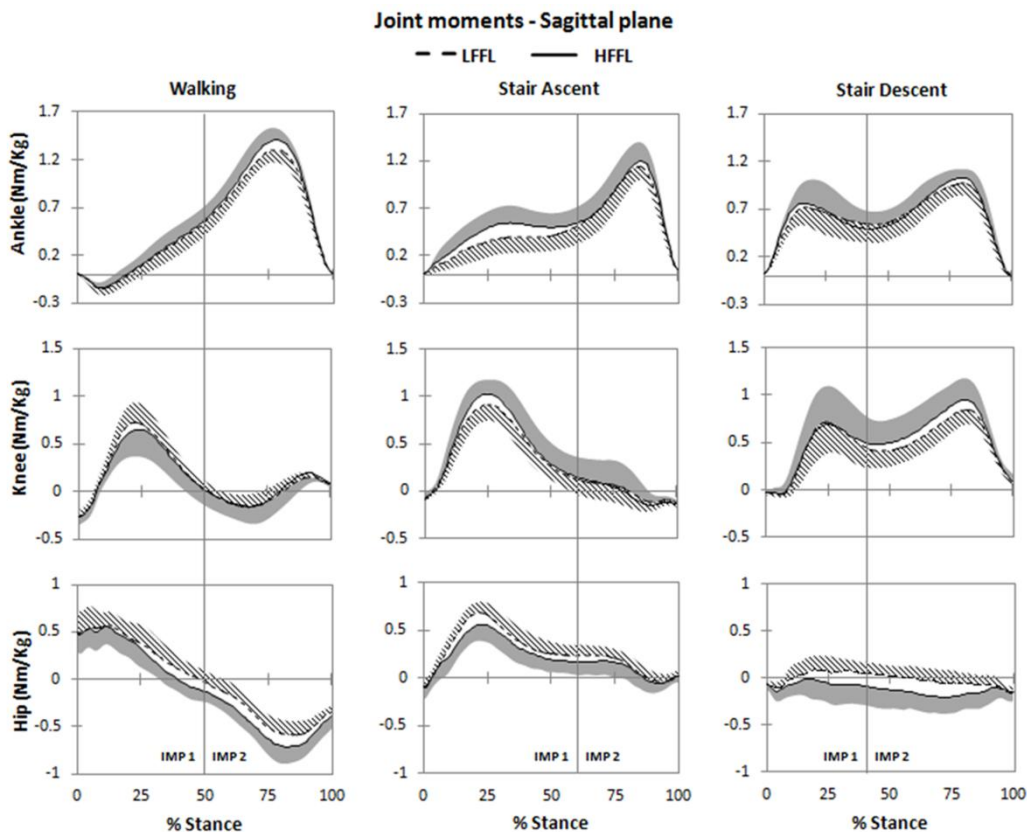 Joint moments - Sagittal plane
LFFL HFFL
Walking Stair Ascent Stair Descent
Ankle (Nm/Kg)
1.7 1.7 1.7
1.2 1.2 1.2
0.7 0.7 0.7
0.2 0.2 0.2
-0.3 -0.3 -0.3
Knee (Nm/Kg)
1.5 1.5 1.5
1 1 1
0.5 0.5 0.5
0 0 0
-0.5 -0.5 -0.5
Hip (Nm/Kg)
1 1 1
0.5 0.5 0.5
0 0 0
-0.5 -0.5 -0.5
IMP 1 IMP 2 IMP 1 IMP 2 IMP 1 IMP 2
-1 -1 -1
0 25 50 75 100 0 25 50 75 100 0 25 50 75 100
% Stance % Stance % Stance